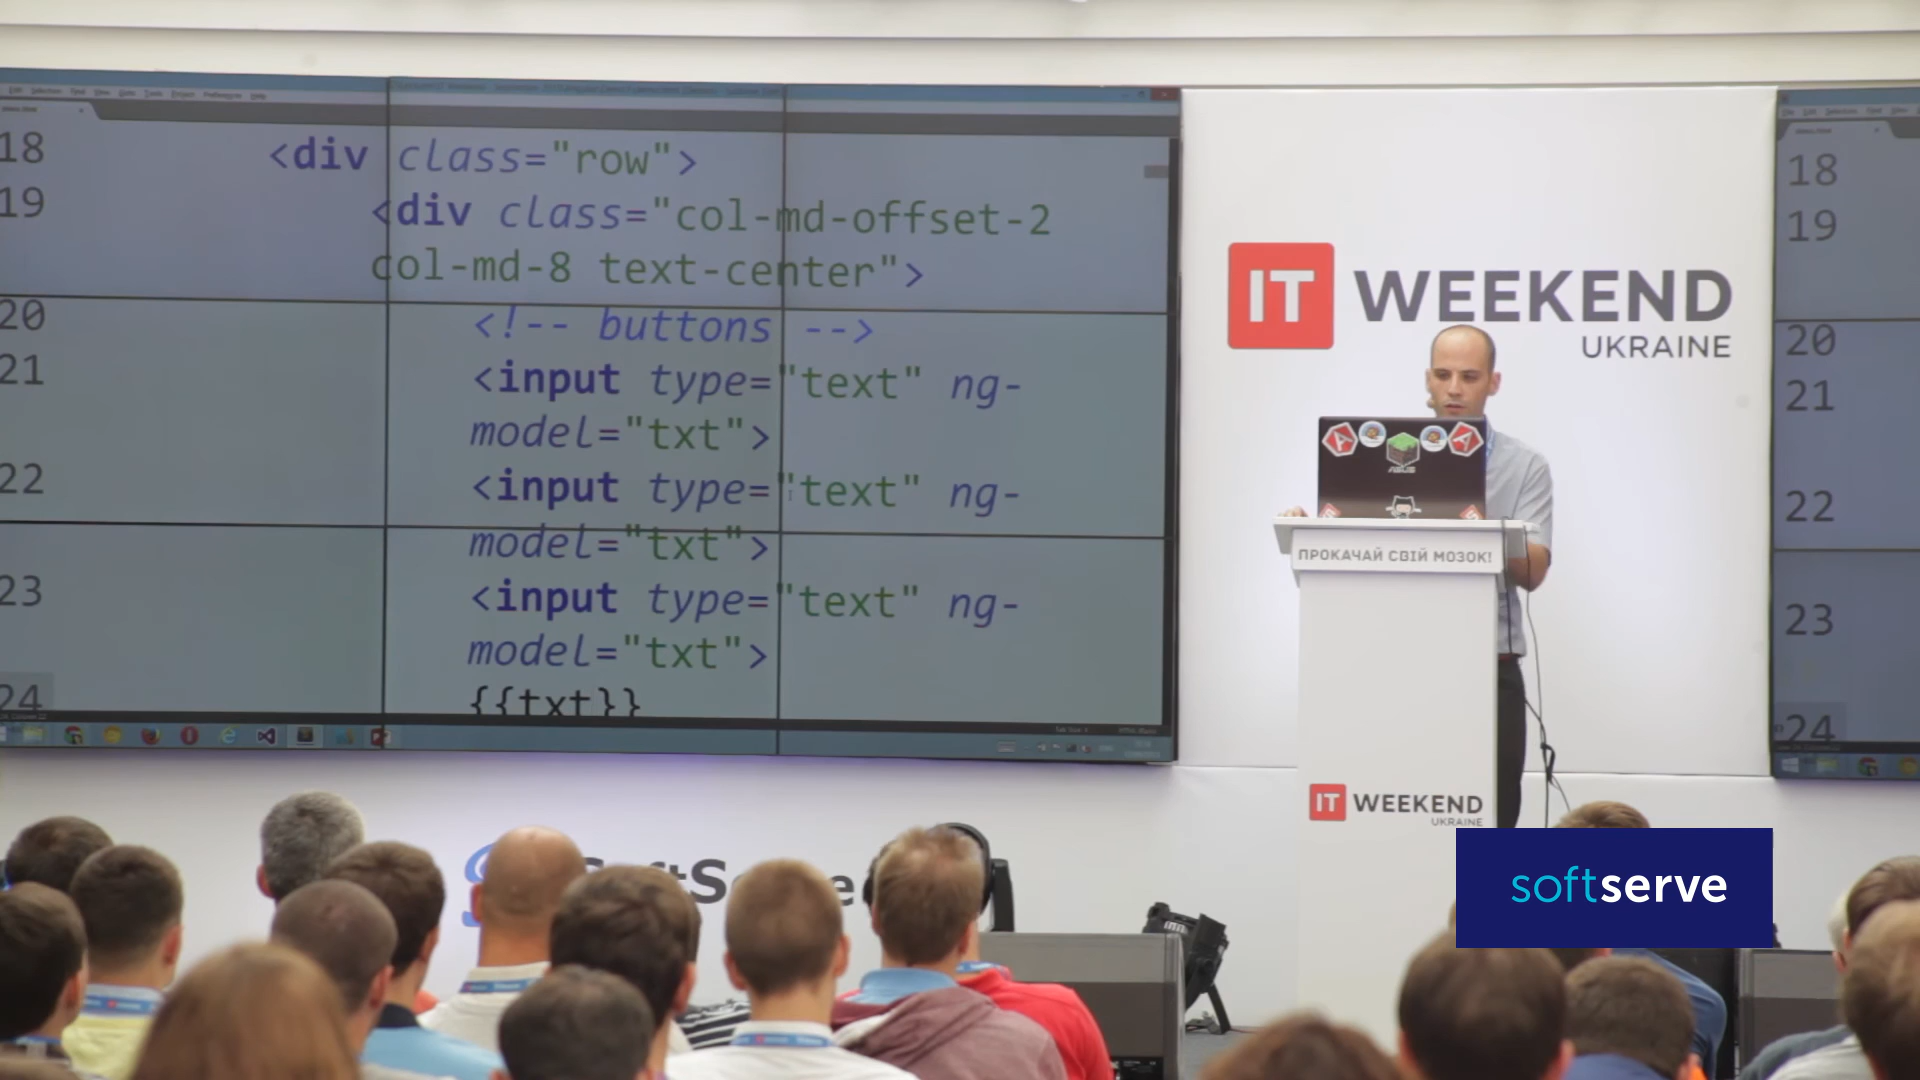 18 <div class="row">
19 <div class="col-md-offset-2
col-md-8 text-center">
20 <!-- buttons -->
21 <input type="text" ng-
model="txt">
22 <input type="text" ng-
model="txt">
23 <input type="text" ng-
model="txt">
24 {{txt}}
IT WEEKEND
UKRAINE
ASUS
ПРОКАЧАЙ СВІЙ МОЗОК!
IT WEEKEND
UKRAINE
softserve
18
19
20
21
22
23
24